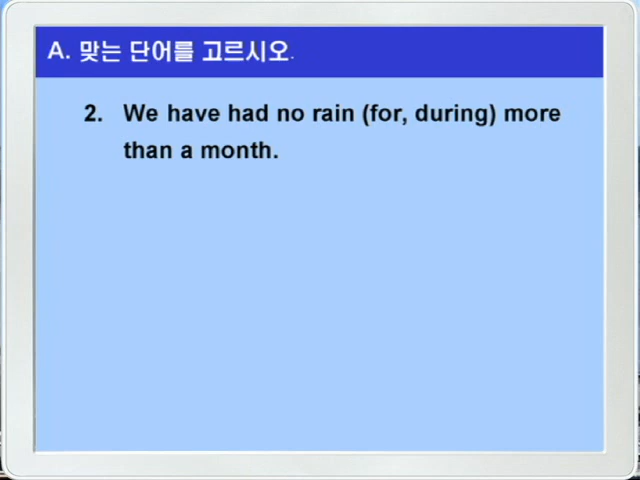 A. 맞는 단어를 고르시오.
2. We have had no rain (for, during) more
than a month.